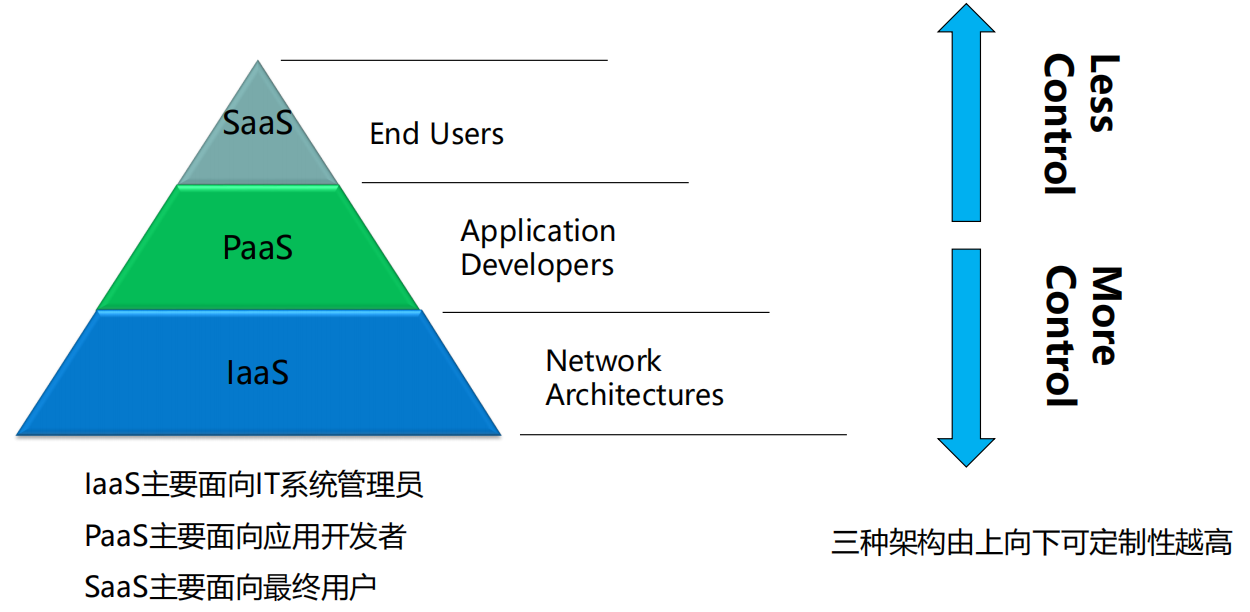 SaaS
End Users
PaaS
Application
Developers
IaaS
Network
Architectures
Less
Control
More
Control
IaaS主要面向IT系统管理员
PaaS主要面向应用开发者
SaaS主要面向最终用户
三种架构由上向下可定制性越高